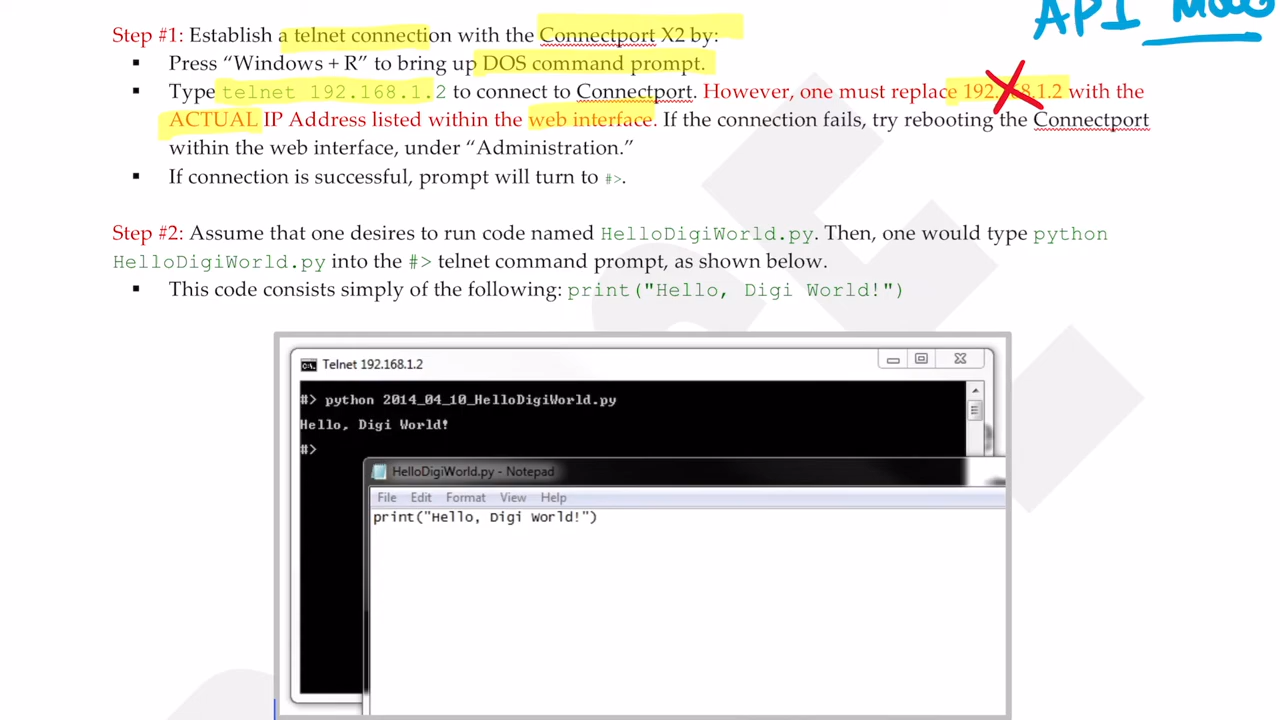 API
Step #1: Establish a telnet connection with the Connectport X2 by:
▪ Press “Windows + R” to bring up DOS command prompt.
▪ Type telnet 192.168.1.2 to connect to Connectport. However, one must replace 192.168.1.2 with the
ACTUAL IP Address listed within the web interface. If the connection fails, try rebooting the Connectport
within the web interface, under “Administration.”
▪ If connection is successful, prompt will turn to #>.
Step #2: Assume that one desires to run code named HelloDigiWorld.py. Then, one would type python
HelloDigiWorld.py into the #> telnet command prompt, as shown below.
▪ This code consists simply of the following: print("Hello, Digi World!")
Telnet 192.168.1.2
#> python 2014_04_10_HelloDigiWorld.py
Hello, Digi World!
#>
HelloDigiWorld.py - Notepad
File Edit Format View Help
print("Hello, Digi World!")